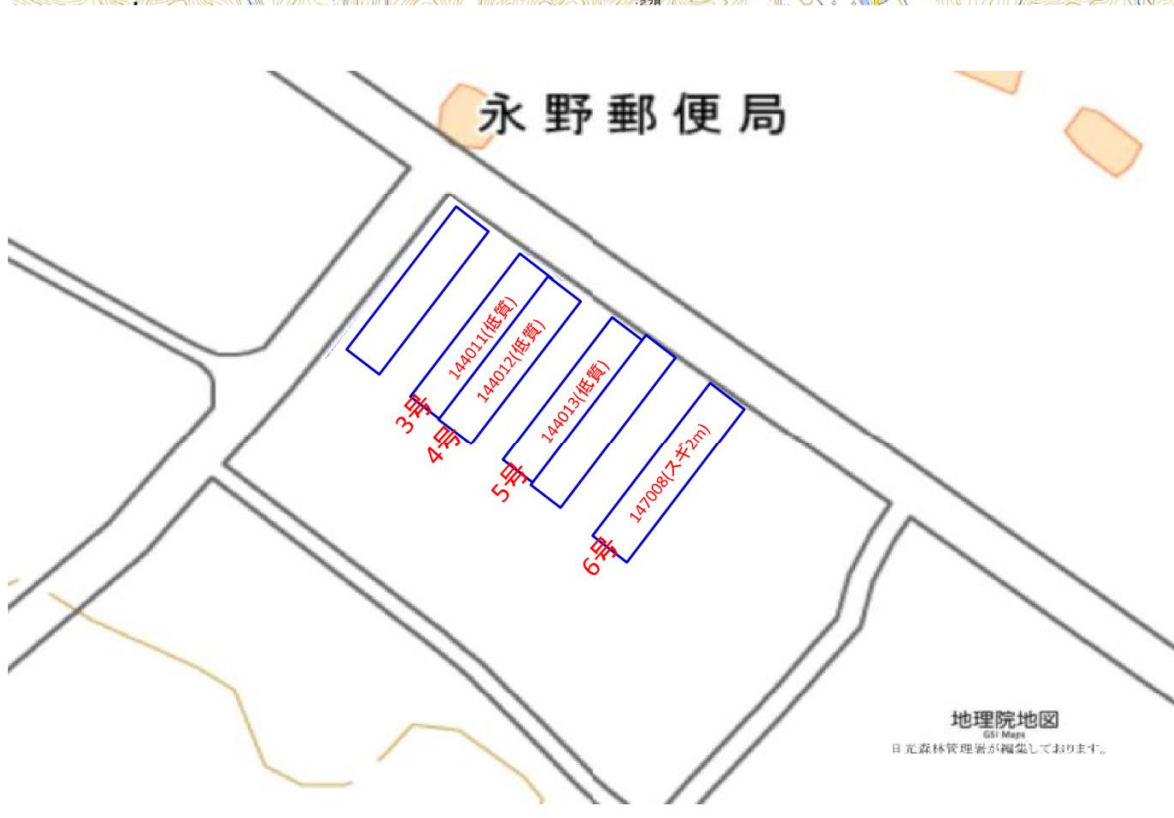 永野郵便局
144011(低質)
144012(低質)
144013(低質)
147008(スギ2m)
3号
4号
5号
6号
地理院地図
GSI Maps
日光森林管理署が編集しております。